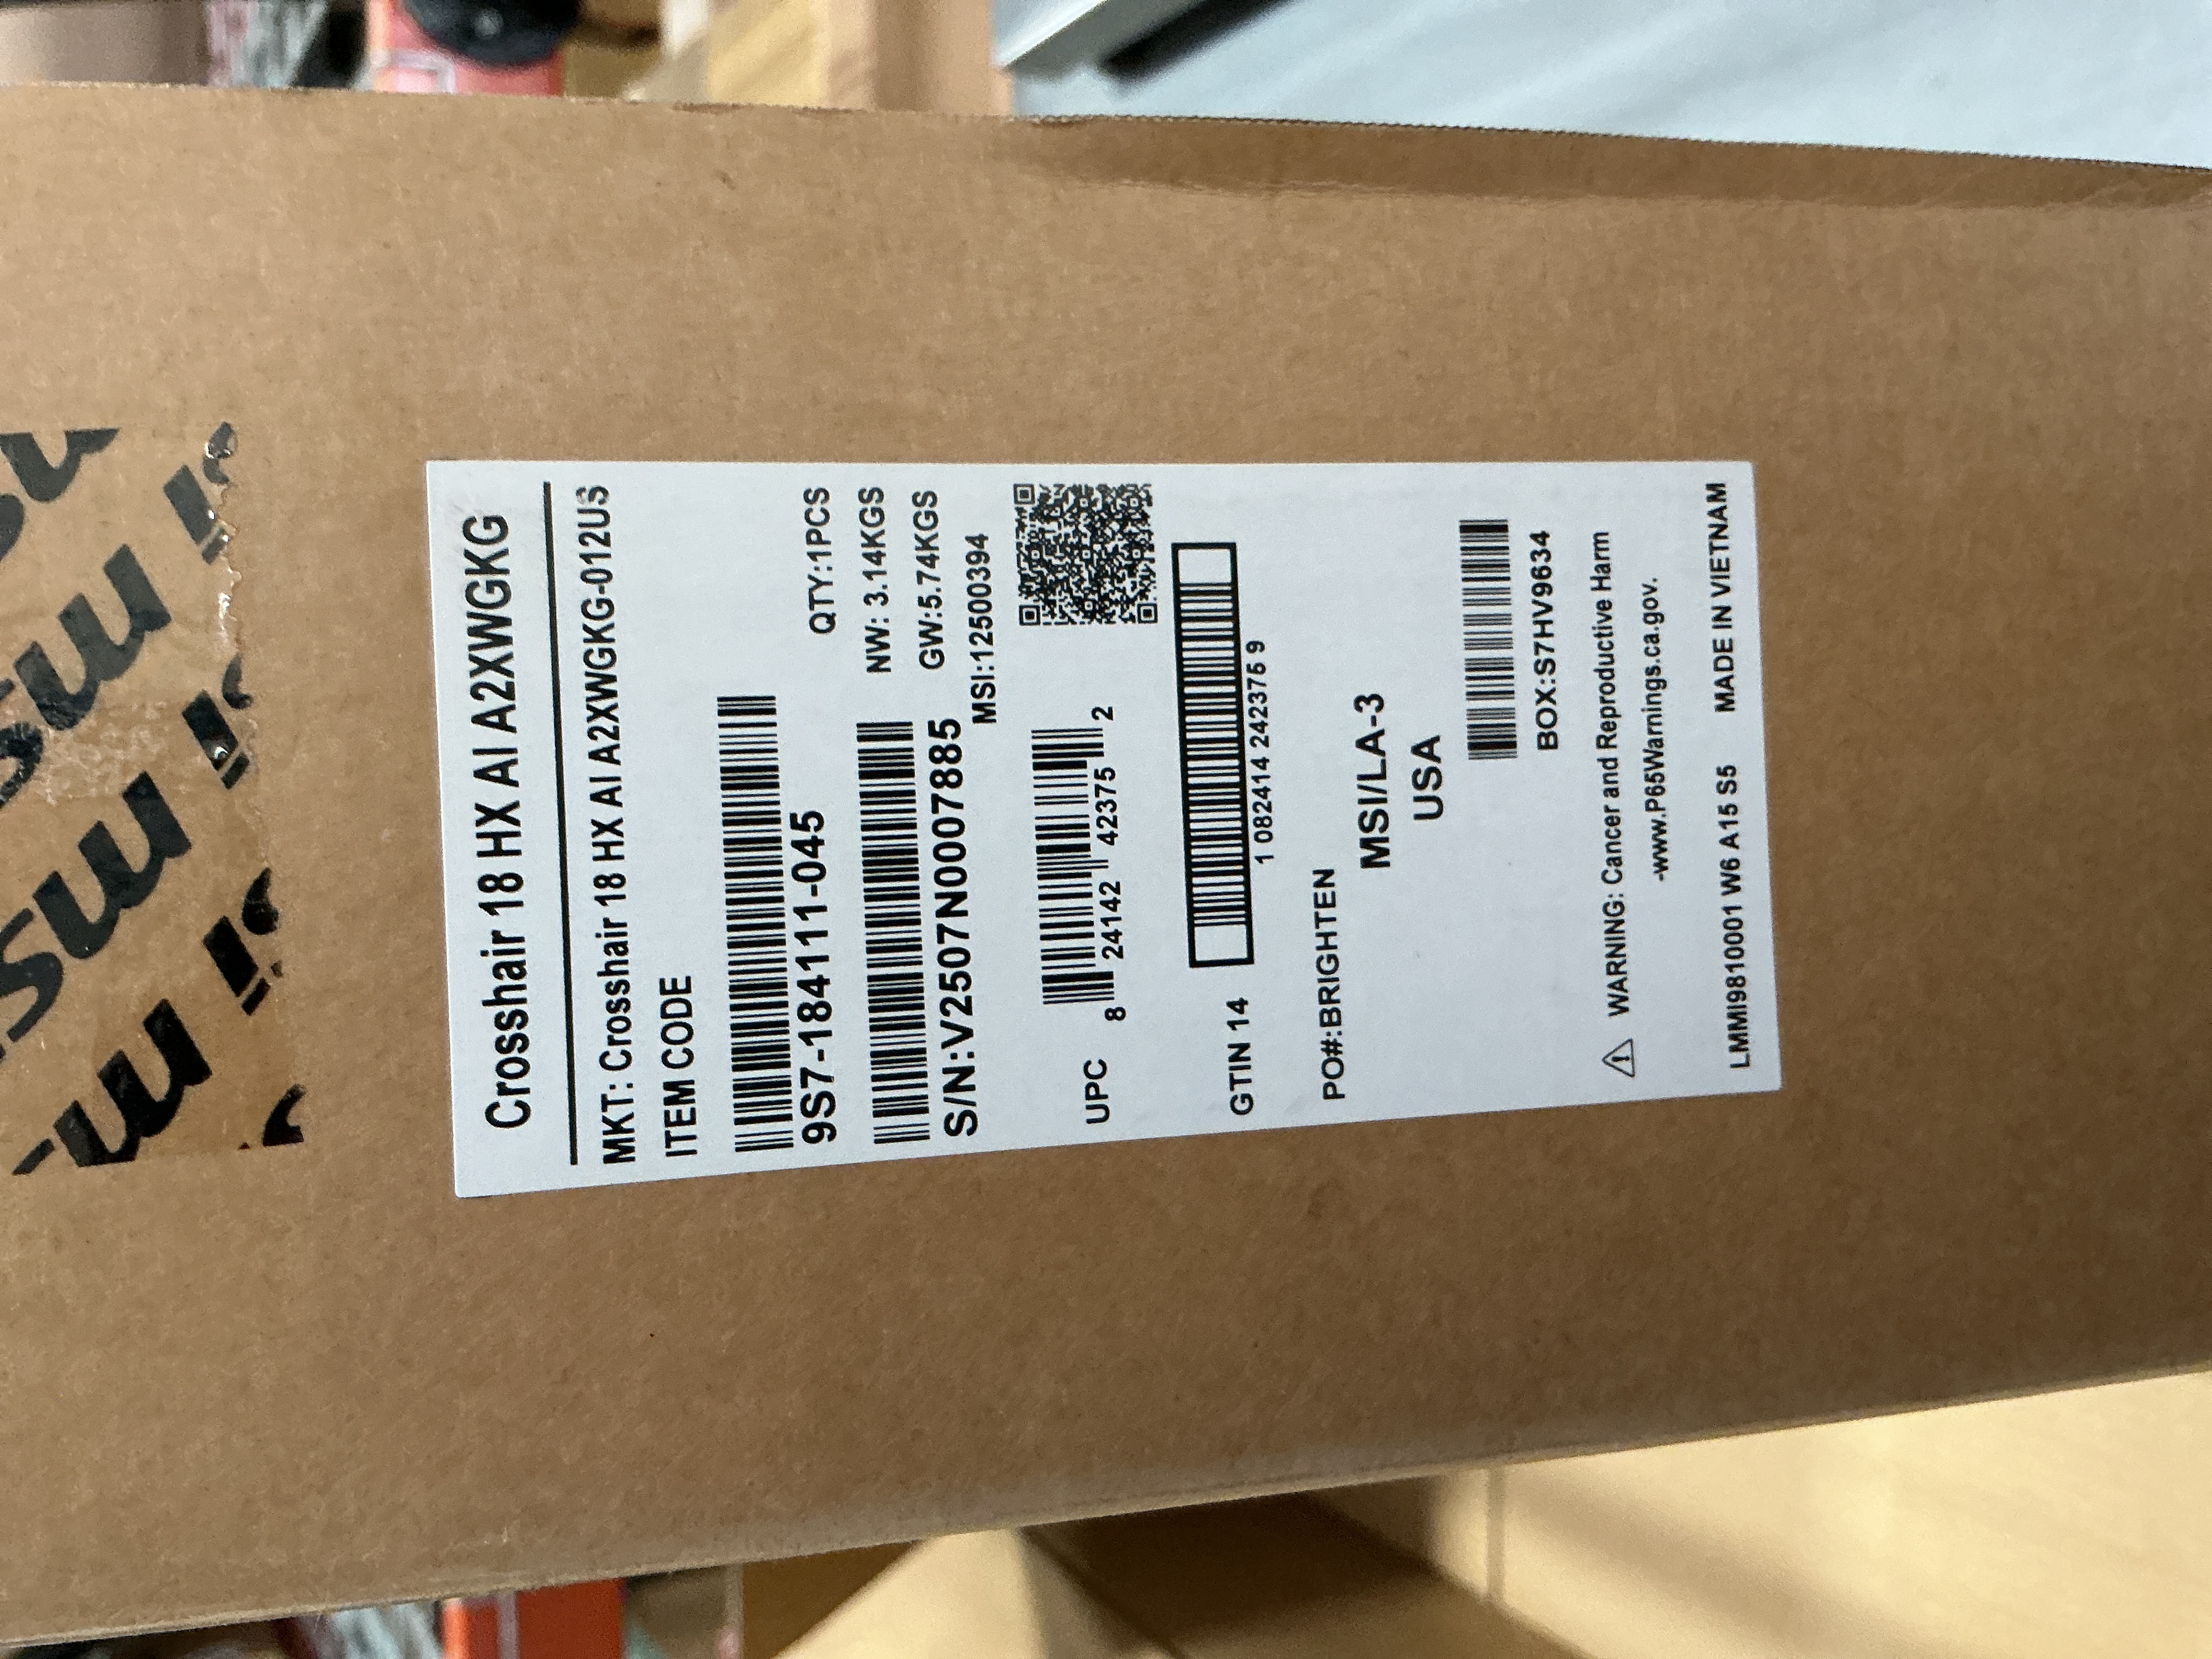 Crosshair 18 HX AI A2XWGKG
MKT: Crosshair 18 HX AI A2XWGKG-012US
ITEM CODE
9S7-184111-045
QTY:1PCS
NW: 3.14KGS
S/N:V2507N0007885
GW:5.74KGS
MSI:12500394
UPC
8 24142 42375 2
GTIN 14
1 082414 242375 9
PO#:BRIGHTEN
MSI/LA-3
USA
BOX:S7HV9634
WARNING: Cancer and Reproductive Harm
-www.P65Warnings.ca.gov.
LMMI9810001 W6 A15 S5 MADE IN VIETNAM
msi
msi
msi